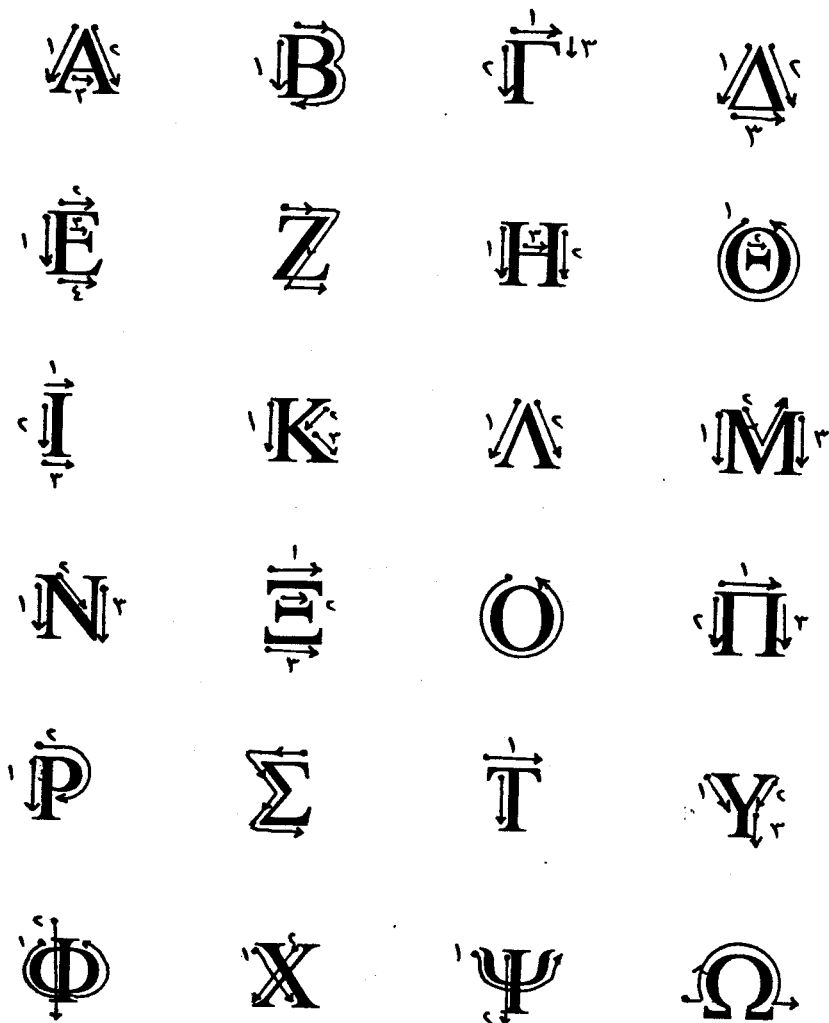 Α Β Γ Δ
Ε Ζ Η Θ
Ι Κ Λ Μ
Ν Ξ Ο Π
Ρ Σ Τ Υ
Φ Χ Ψ Ω